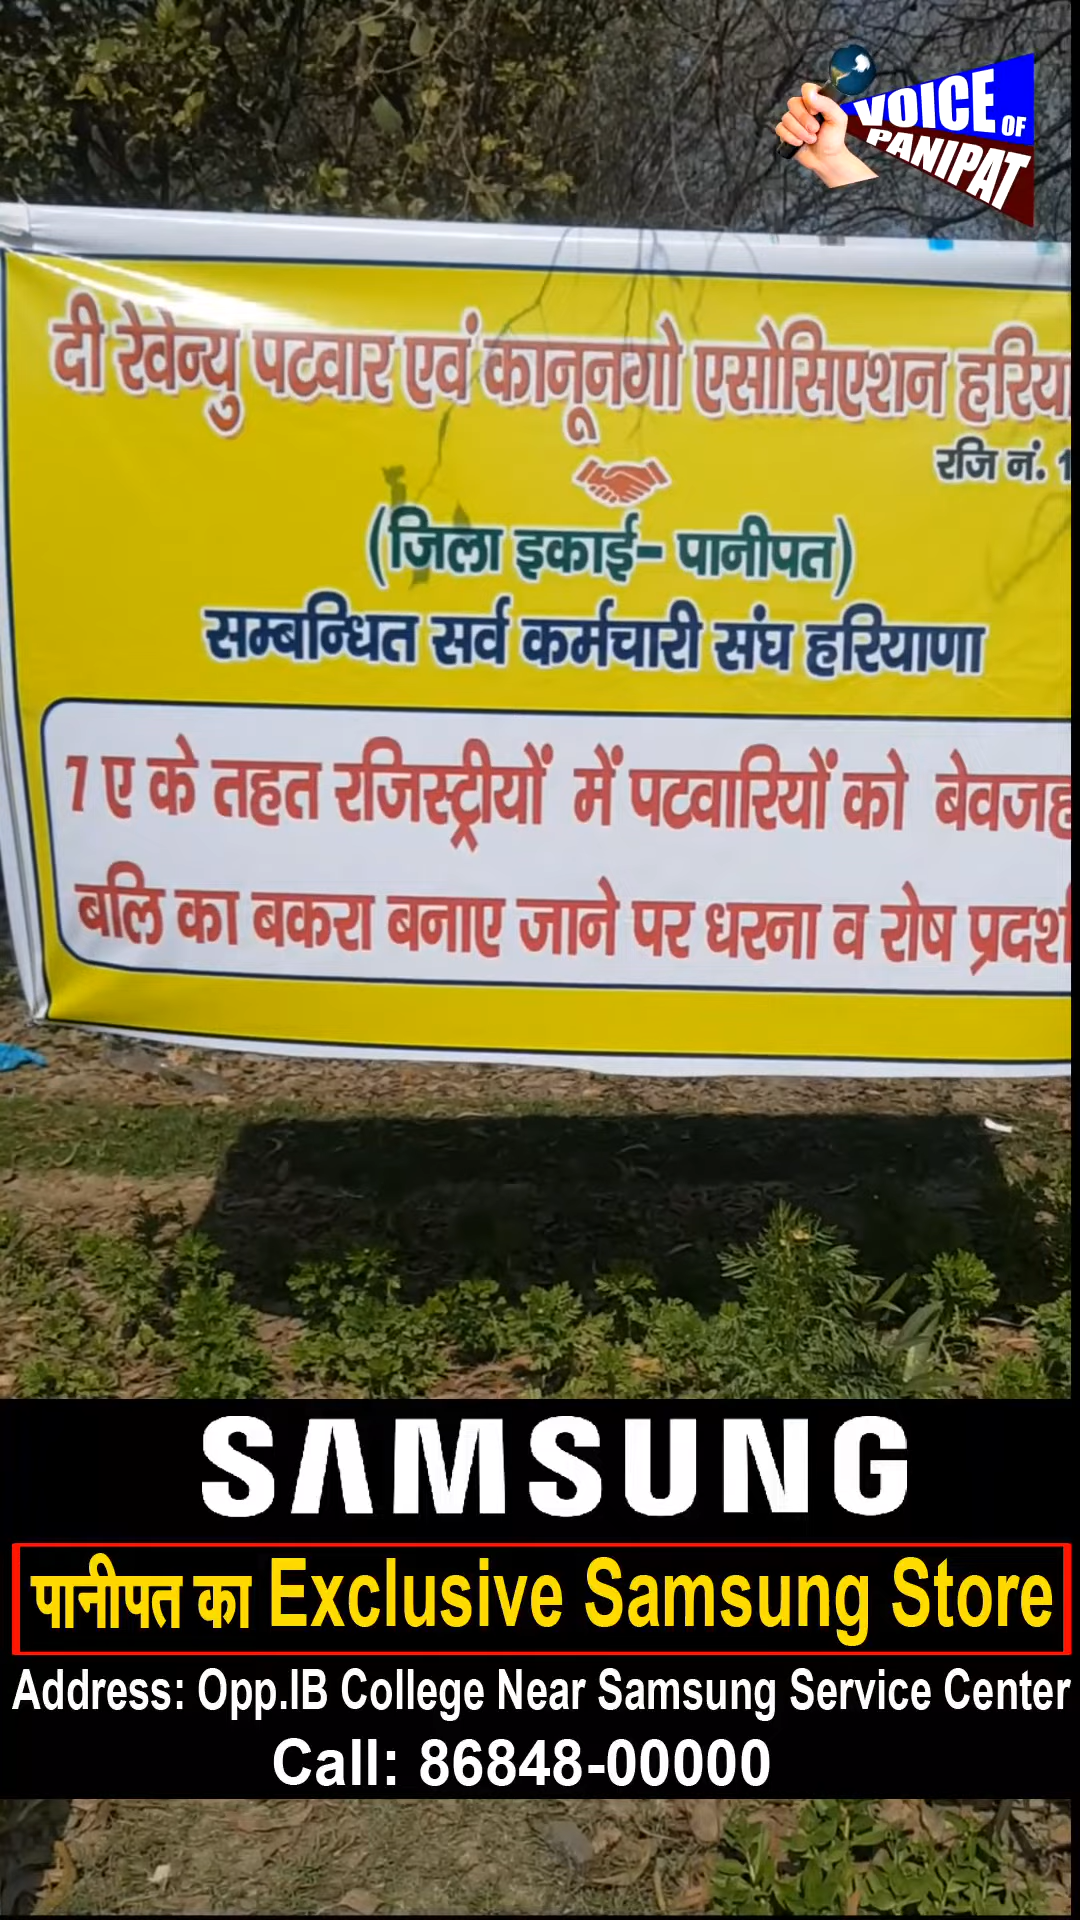 VOICE OF
PANIPAT
दी रेवेन्यु पटवार एवं कानूनगो एसोसिएशन हरिया
रजि नं. 1
(जिला इकाई- पानीपत)
सम्बन्धित सर्व कर्मचारी संघ हरियाणा
7 ए के तहत रजिस्ट्रीयों में पटवारियों को बेवजह
बलि का बकरा बनाए जाने पर धरना व रोष प्रदर्श
SAMSUNG
पानीपत का Exclusive Samsung Store
Address: Opp.IB College Near Samsung Service Center
Call: 86848-00000